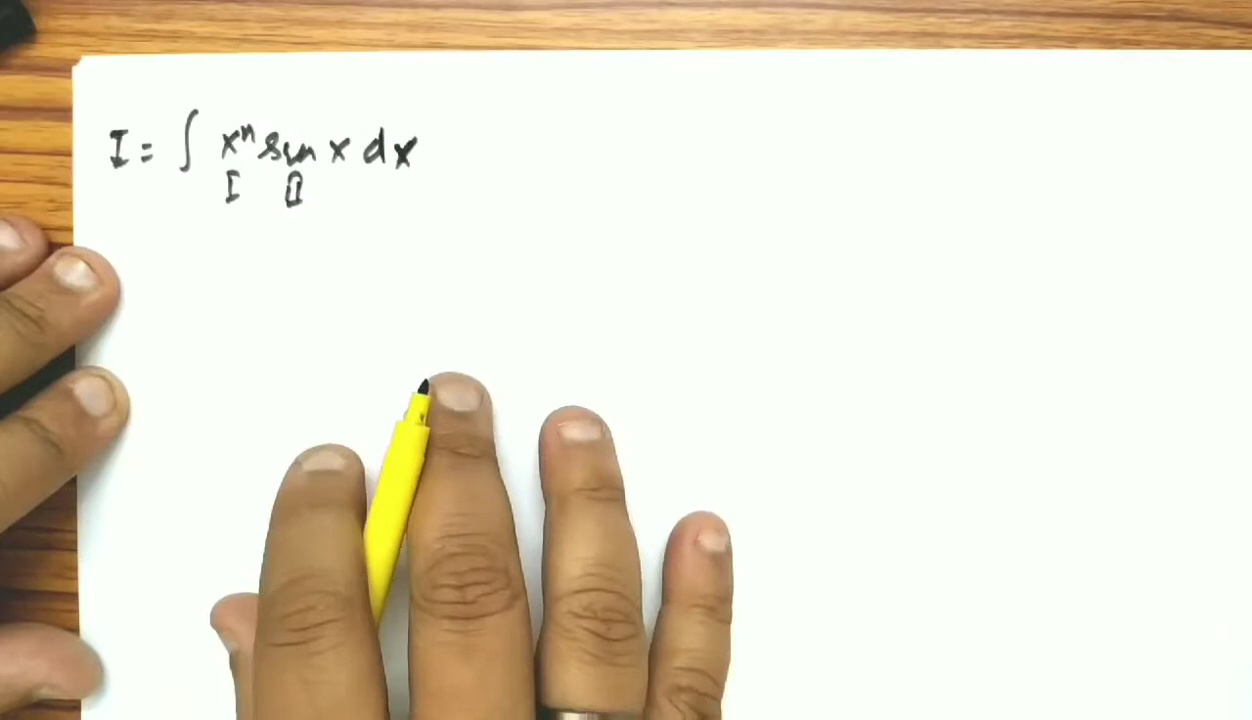 I = ∫ xⁿ sin x dx
I II